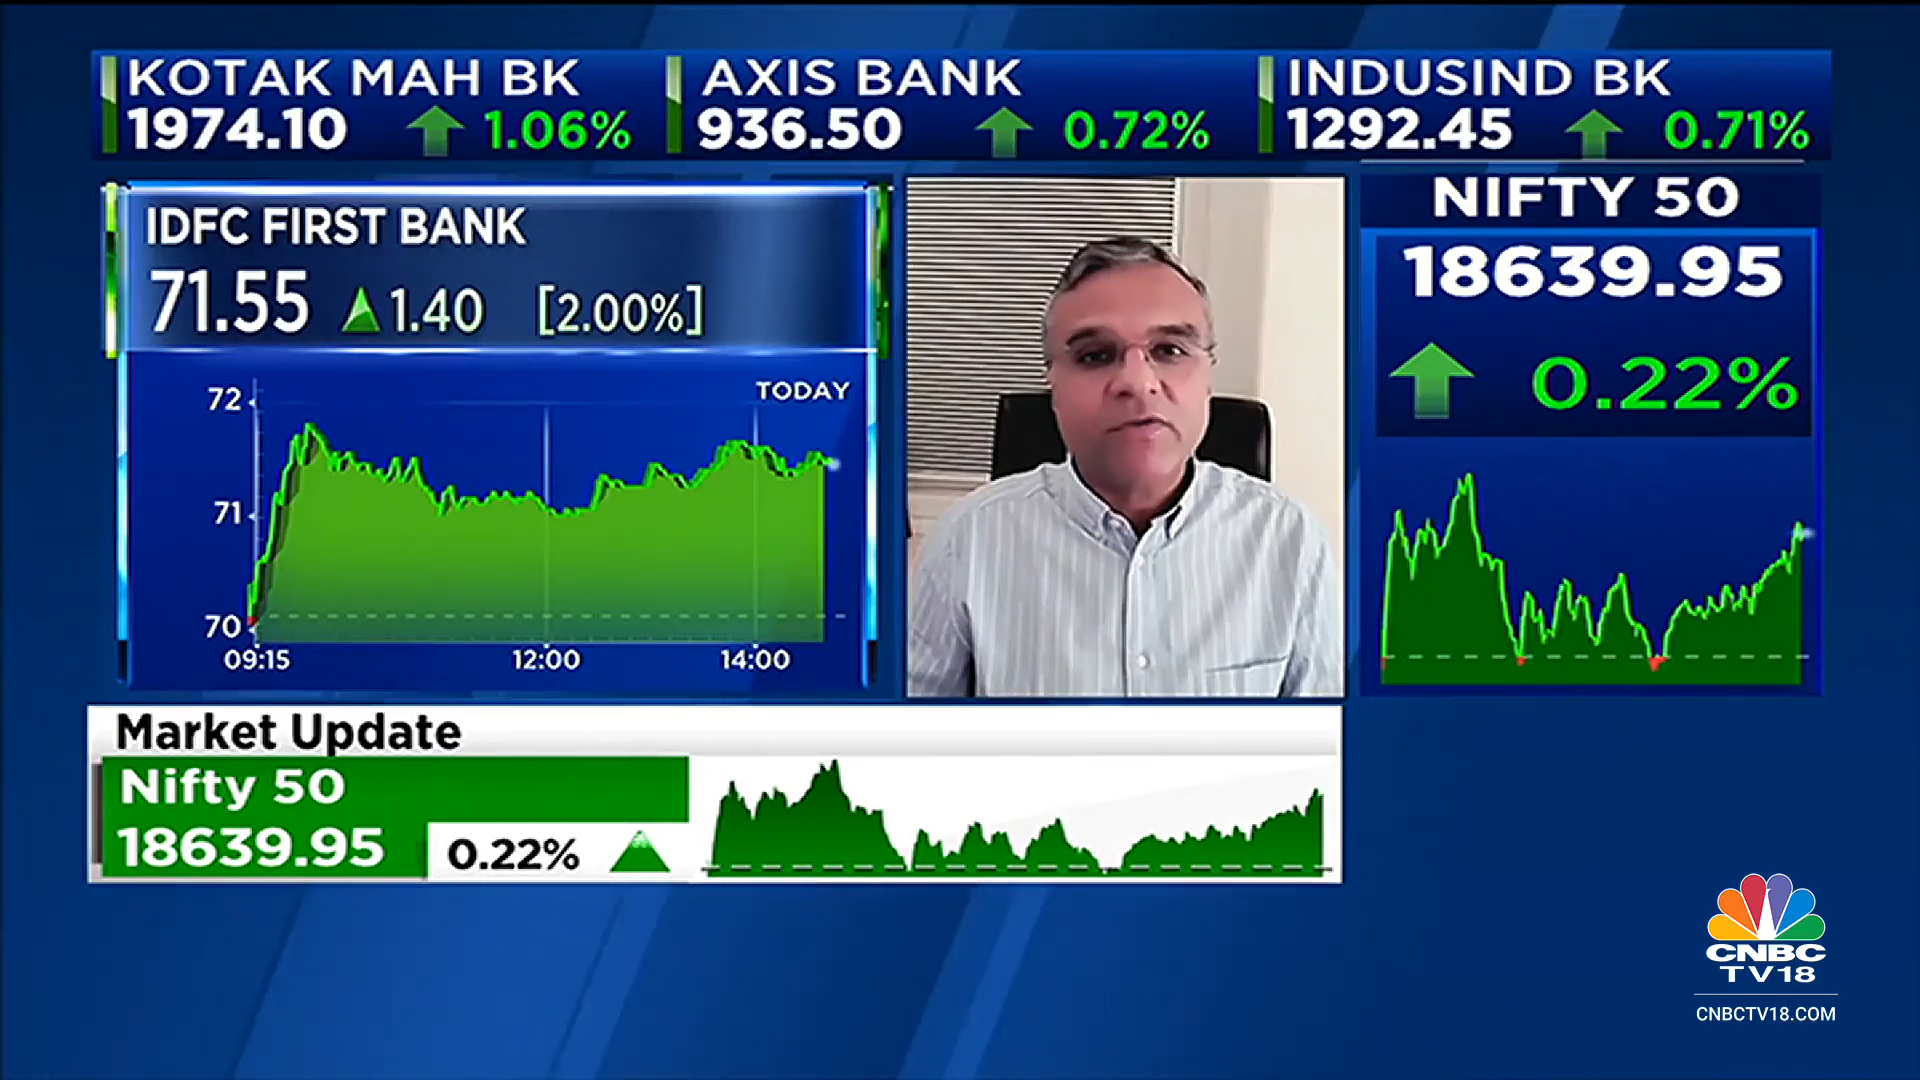 KOTAK MAH BK
1974.10 1.06%
AXIS BANK
936.50 0.72%
INDUSIND BK
1292.45 0.71%
IDFC FIRST BANK
71.55 1.40 [2.00%]
TODAY
72
71
70
09:15 12:00 14:00
NIFTY 50
18639.95
0.22%
Market Update
Nifty 50
18639.95 0.22%
CNBC
TV18
CNBCTV18.COM